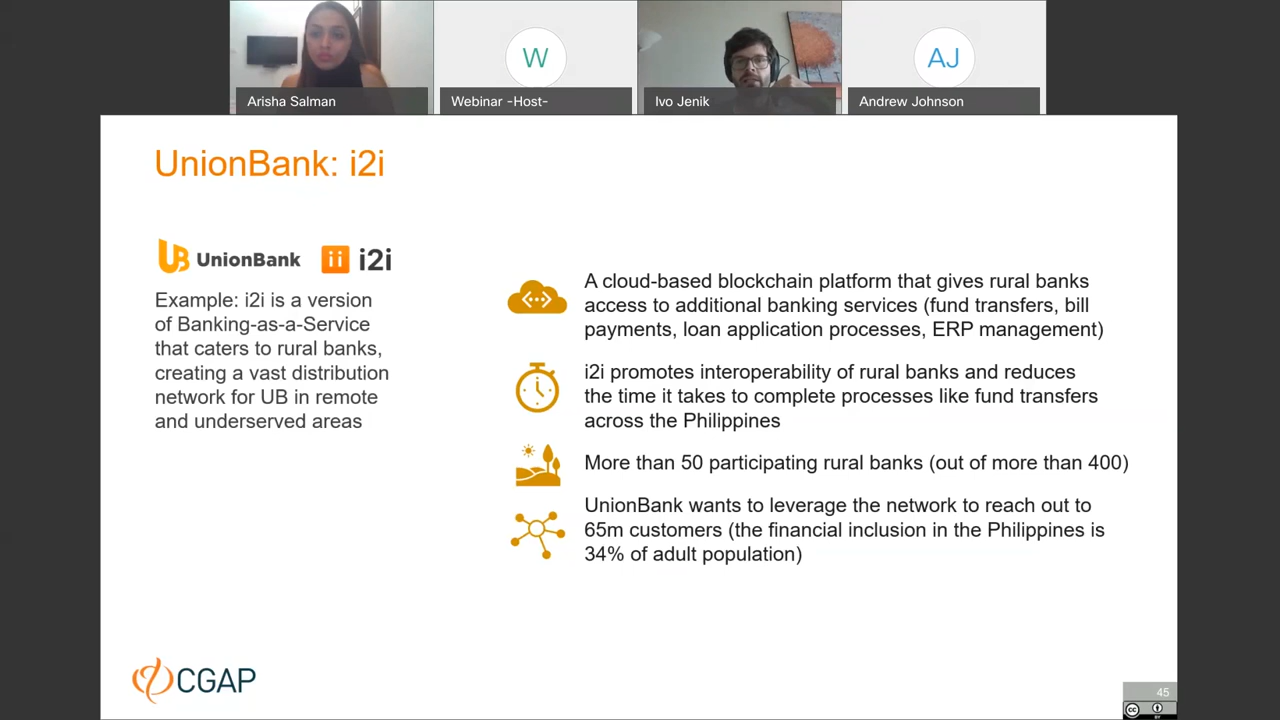 W
AJ
Arisha Salman
Webinar -Host-
Ivo Jenik
Andrew Johnson
UnionBank: i2i
UB UnionBank
ii i2i
Example: i2i is a version
of Banking-as-a-Service
that caters to rural banks,
creating a vast distribution
network for UB in remote
and underserved areas
A cloud-based blockchain platform that gives rural banks
access to additional banking services (fund transfers, bill
payments, loan application processes, ERP management)
i2i promotes interoperability of rural banks and reduces
the time it takes to complete processes like fund transfers
across the Philippines
More than 50 participating rural banks (out of more than 400)
UnionBank wants to leverage the network to reach out to
65m customers (the financial inclusion in the Philippines is
34% of adult population)
CGAP
45
cc
BY